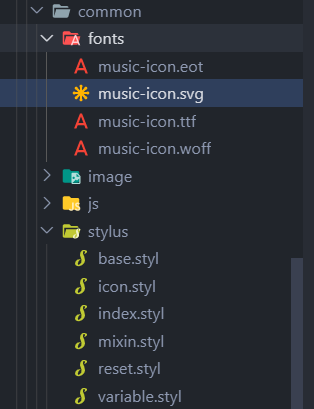 common
fonts
music-icon.eot
music-icon.svg
music-icon.ttf
music-icon.woff
image
js
stylus
base.styl
icon.styl
index.styl
mixin.styl
reset.styl
variable.styl